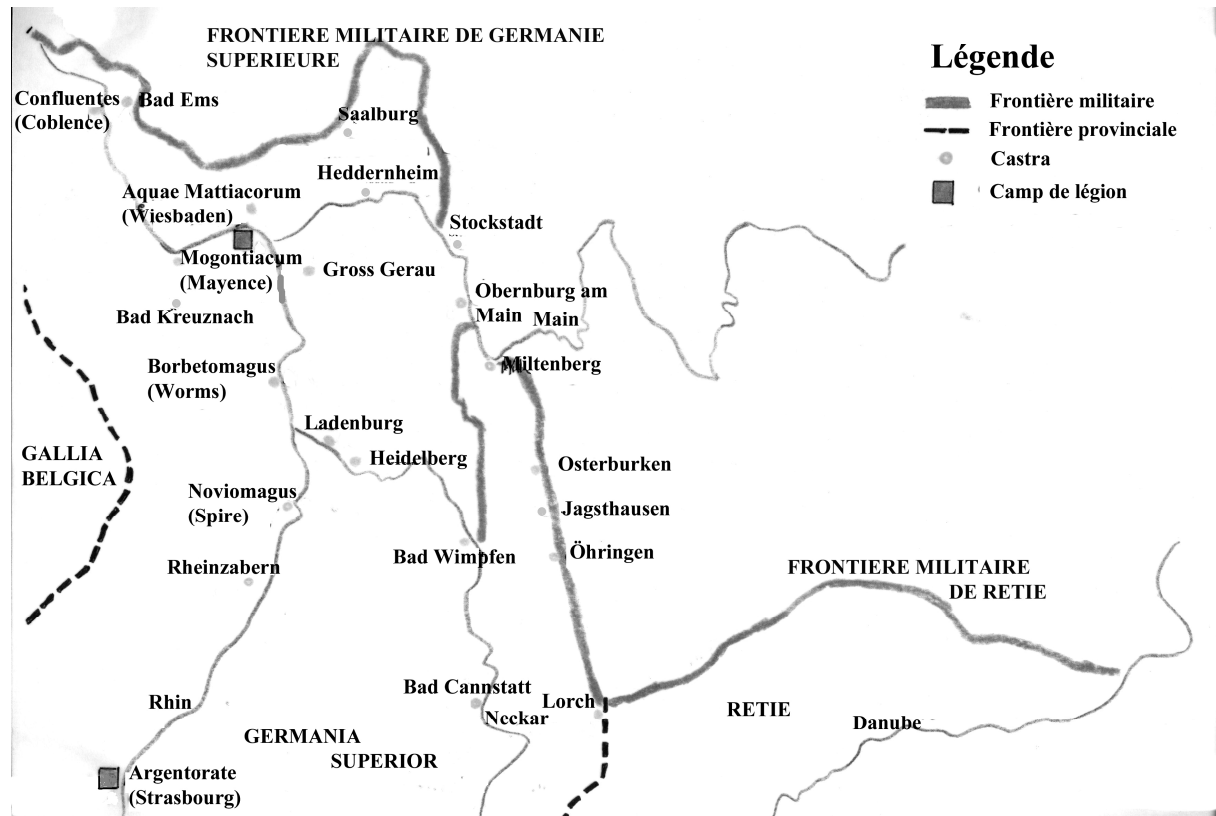 FRONTIERE MILITAIRE DE GERMANIE
SUPERIEURE
Légende
Frontière militaire
Frontière provinciale
Castra
Camp de légion
Confluentes
(Coblence)
Bad Ems
Saalburg
Heddernheim
Aquae Mattiacorum
(Wiesbaden)
Stockstadt
Mogontiacum
(Mayence)
Gross Gerau
Obernburg am
Main
Main
Bad Kreuznach
Miltenberg
Borbetomagus
(Worms)
Ladenburg
Heidelberg
GALLIA
BELGICA
Osterburken
Noviomagus
(Spire)
Jagsthausen
Bad Wimpfen
Öhringen
Rheinzabern
FRONTIERE MILITAIRE
DE RETIE
Bad Cannstatt
Lorch
Neckar
Rhin
RETIE
Danube
GERMANIA
SUPERIOR
Argentorate
(Strasbourg)